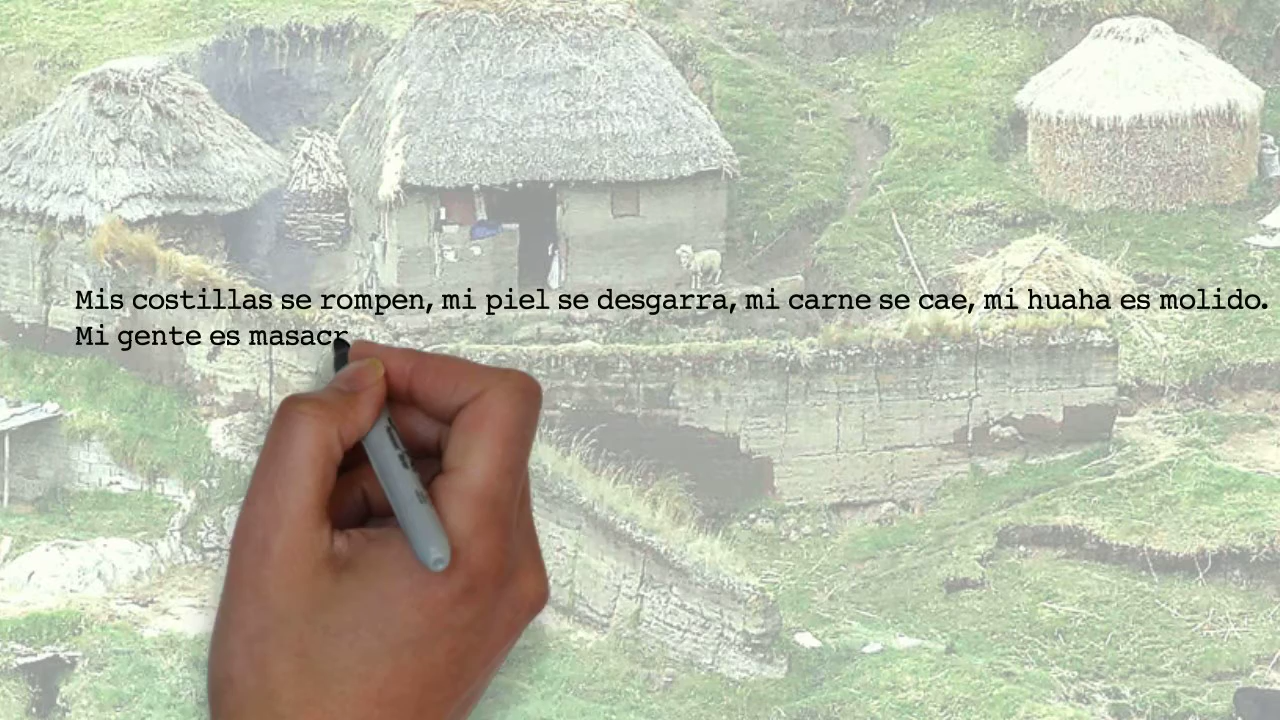 Mis costillas se rompen, mi piel se desgarra, mi carne se cae, mi huaha es molido.
Mi gente es masacr